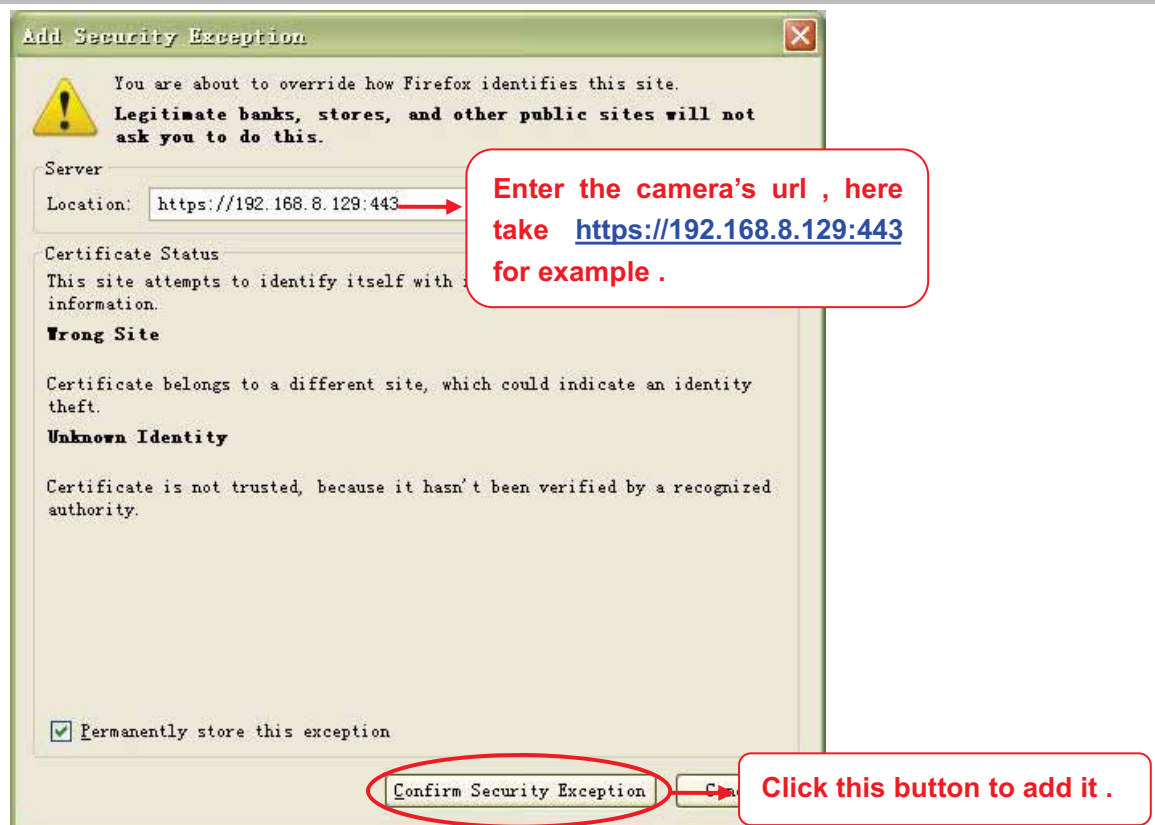 Add Security Exception
You are about to override how Firefox identifies this site.
Legitimate banks, stores, and other public sites will not
ask you to do this.
Server
Location: https://192.168.8.129:443
Enter the camera's url , here
take https://192.168.8.129:443
for example .
Certificate Status
This site attempts to identify itself with
information.
Wrong Site
Certificate belongs to a different site, which could indicate an identity
theft.
Unknown Identity
Certificate is not trusted, because it hasn't been verified by a recognized
authority.
Permanently store this exception
Confirm Security Exception
Click this button to add it .